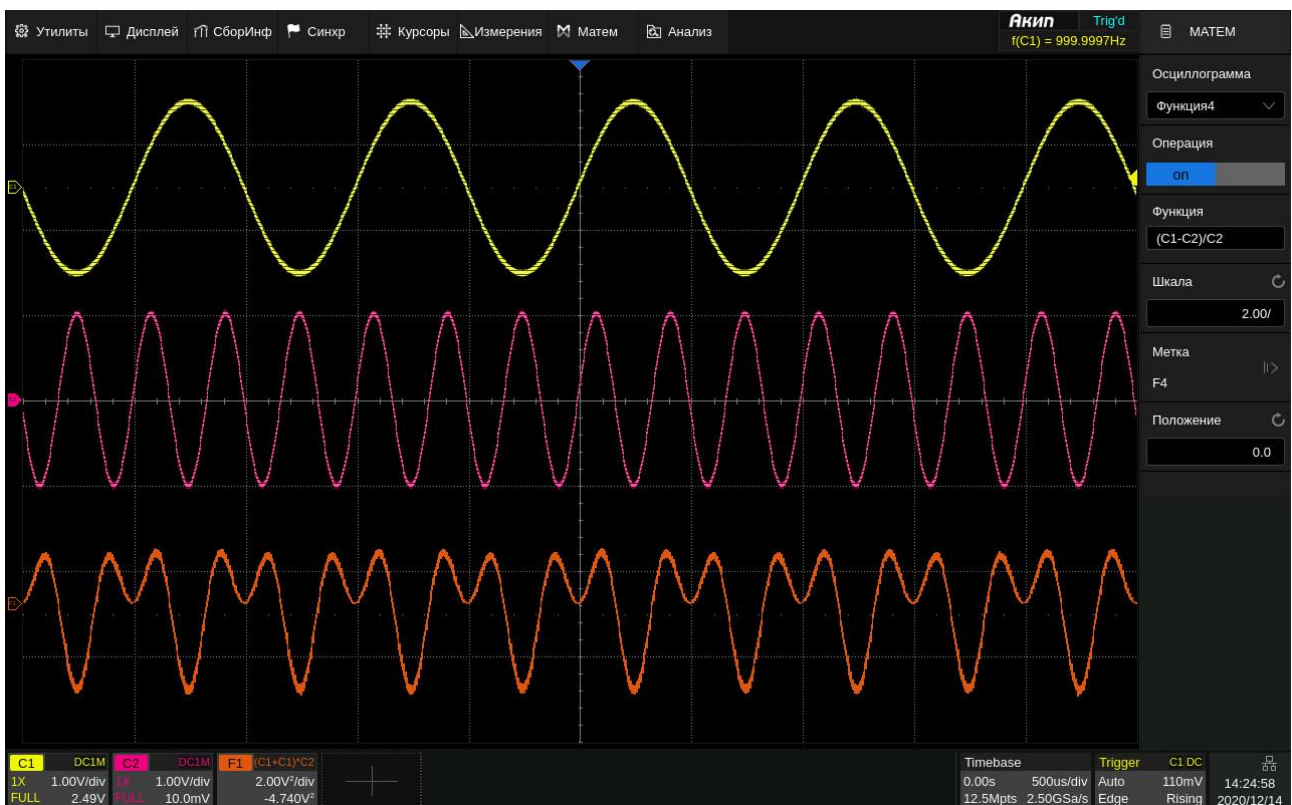 Утилиты Дисплей СборИнф Синхр Курсоры Измерения Матем Анализ
Акип Trig'd
f(C1) = 999.9997Hz
МАТЕМ
Осциллограмма
Функция4
Операция
on
Функция
(C1-C2)/C2
Шкала
2.00/
Метка
F4
Положение
0.0
C1 DC1M
1X 1.00V/div
FULL 2.49V
C2 DC1M
1X 1.00V/div
FULL 10.0mV
F1 (C1+C1)*C2
2.00V²/div
-4.740V²
Timebase
0.00s 500us/div
12.5Mpts 2.50GSa/s
Trigger C1 DC
Auto 110mV
Edge Rising
14:24:58
2020/12/14